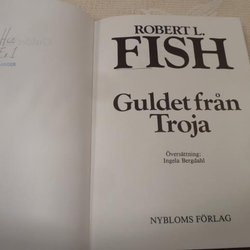 ROBERT L.
FISH
Guldet från
Troja
Översättning:
Ingela Bergdahl
NYBLOMS FÖRLAG